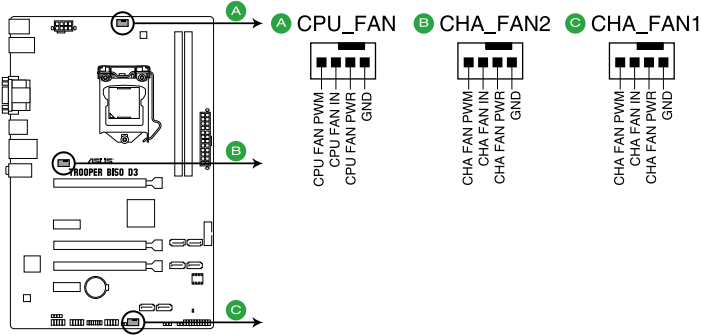 A
A CPU_FAN
B CHA_FAN2
C CHA_FAN1
CPU FAN PWM
CPU FAN IN
CPU FAN PWR
GND
CHA FAN PWM
CHA FAN IN
CHA FAN PWR
GND
CHA FAN PWM
CHA FAN IN
CHA FAN PWR
GND
B
ASUS
TROOPER B150 D3
C